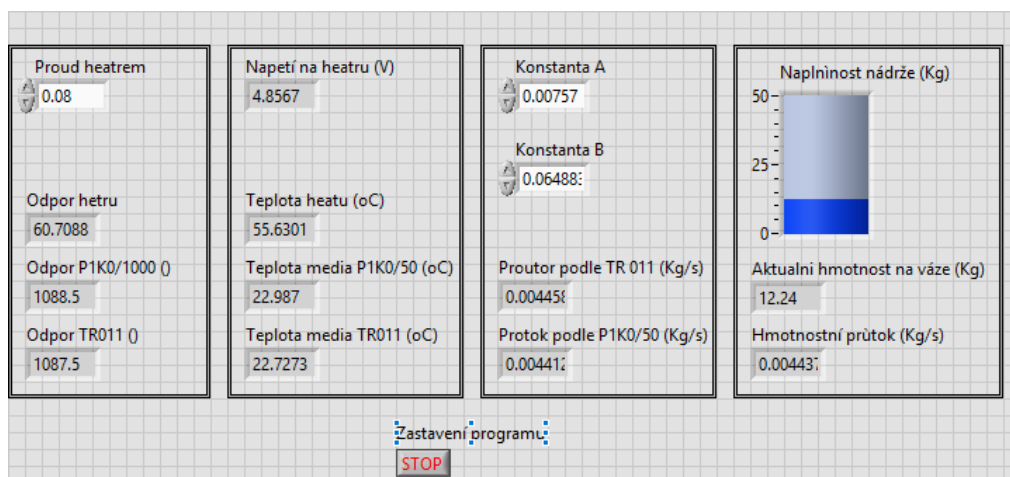 Proud heatrem
0.08
Odpor hetru
60.7088
Odpor P1K0/1000 ()
1088.5
Odpor TR011 ()
1087.5
Napetí na heatru (V)
4.8567
Teplota heatu (oC)
55.6301
Teplota media P1K0/50 (oC)
22.987
Teplota media TR011 (oC)
22.7273
Konstanta A
0.00757
Konstanta B
0.06488
Proutor podle TR 011 (Kg/s)
0.004458
Protok podle P1K0/50 (Kg/s)
0.004412
Naplnìnost nádrže (Kg)
50
25
0
Aktualni hmotnost na váze (Kg)
12.24
Hmotnostní prùtok (Kg/s)
0.004437
Zastavení programu
STOP